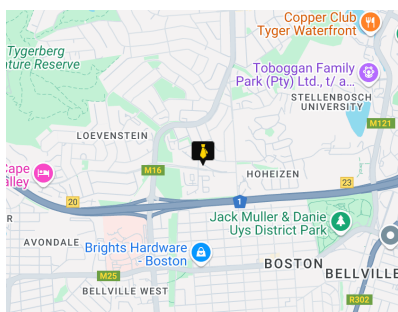 Copper Club
Tyger Waterfront
Tygerberg
ature Reserve
Toboggan Family
Park (Pty) Ltd., t/ a...
STELLENBOSCH
UNIVERSITY
M121
LOEVENSTEIN
Cape
lley
M16
HOHEIZEN
23
20
1
R
Jack Muller & Danie
Uys District Park
AVONDALE
Brights Hardware
- Boston
BOSTON
BELLVILLE
M25
BELLVILLE WEST
R302